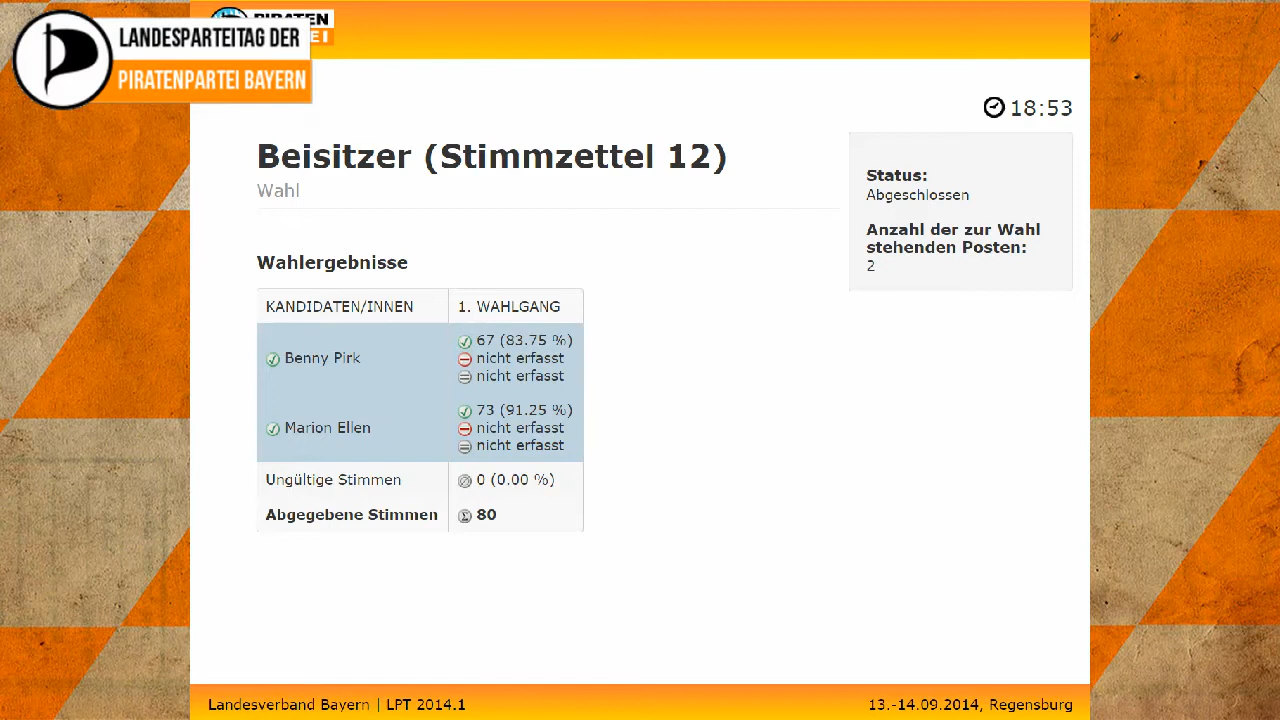 PIRATEN
LANDESPARTEITAG DER
PIRATENPARTEI BAYERN
18:53
Beisitzer (Stimmzettel 12)
Wahl
Status:
Abgeschlossen
Anzahl der zur Wahl
stehenden Posten:
2
Wahlergebnisse
KANDIDATEN/INNEN 1. WAHLGANG
67 (83.75 %)
Benny Pirk nicht erfasst
nicht erfasst
73 (91.25 %)
Marion Ellen nicht erfasst
nicht erfasst
Ungültige Stimmen 0 (0.00 %)
Abgegebene Stimmen Σ 80
Landesverband Bayern | LPT 2014.1 13.-14.09.2014, Regensburg